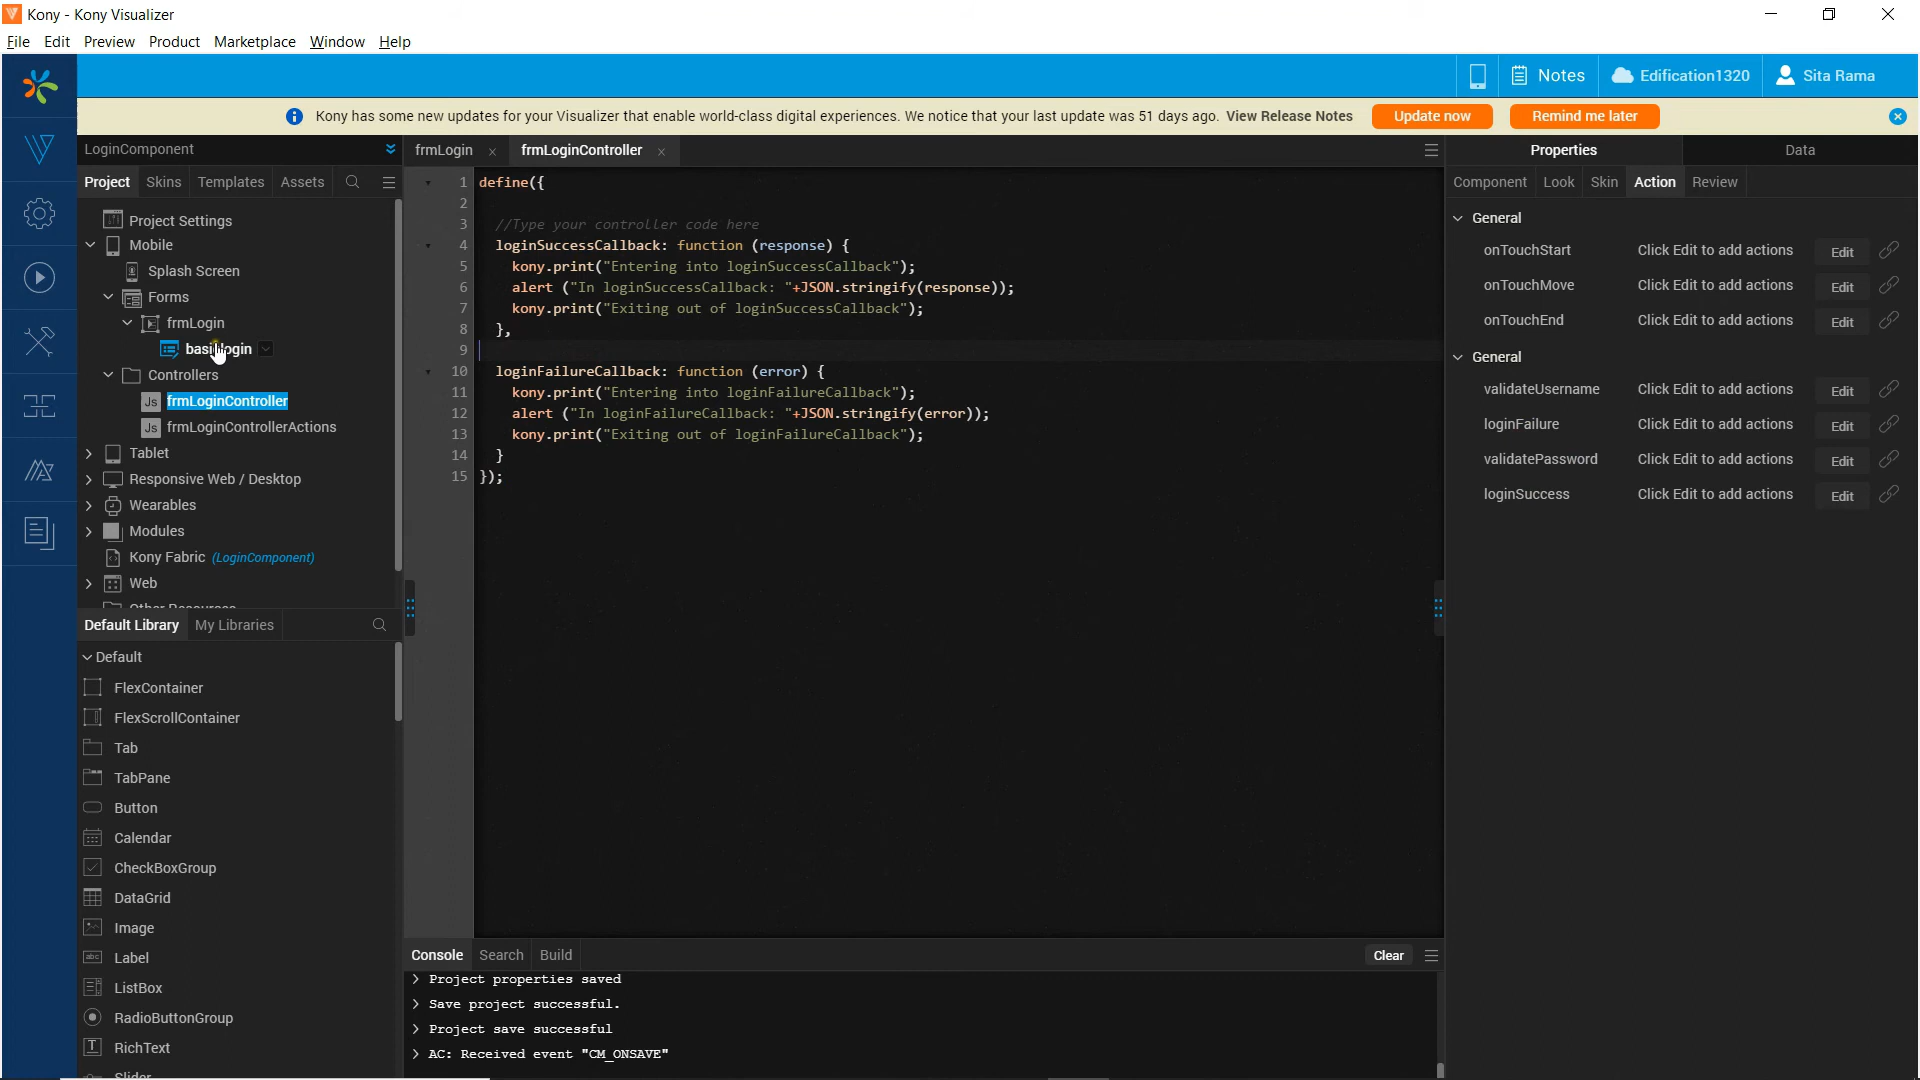 Kony - Kony Visualizer
File Edit Preview Product Marketplace Window Help
Notes Edification1320 Sita Rama
Kony has some new updates for your Visualizer that enable world-class digital experiences. We notice that your last update was 51 days ago. View Release Notes Update now Remind me later
LoginComponent
Project Skins Templates Assets
Project Settings
Mobile
Splash Screen
Forms
frmLogin
Controllers
Js frmLoginController
Js frmLoginControllerActions
Tablet
Responsive Web / Desktop
Wearables
Modules
Kony Fabric (LoginComponent)
Web
Other Resources
Default Library My Libraries
Default
FlexContainer
FlexScrollContainer
Tab
TabPane
Button
Calendar
CheckBoxGroup
DataGrid
Image
abc Label
ListBox
RadioButtonGroup
T RichText
Slider
frmLogin × frmLoginController ×
1 define({
2
3 //Type your controller code here
4 loginSuccessCallback: function (response) {
5 kony.print("Entering into loginSuccessCallback");
6 alert ("In loginSuccessCallback: "+JSON.stringify(response));
7 kony.print("Exiting out of loginSuccessCallback");
8 },
9
10 loginFailureCallback: function (error) {
11 kony.print("Entering into loginFailureCallback");
12 alert ("In loginFailureCallback: "+JSON.stringify(error));
13 kony.print("Exiting out of loginFailureCallback");
14 }
15 });
Console Search Build Clear
> Project properties saved
> Save project successful.
> Project save successful
> AC: Received event "CM_ONSAVE"
Properties Data
Component Look Skin Action Review
General
onTouchStart Click Edit to add actions Edit
onTouchMove Click Edit to add actions Edit
onTouchEnd Click Edit to add actions Edit
General
validateUsername Click Edit to add actions Edit
loginFailure Click Edit to add actions Edit
validatePassword Click Edit to add actions Edit
loginSuccess Click Edit to add actions Edit